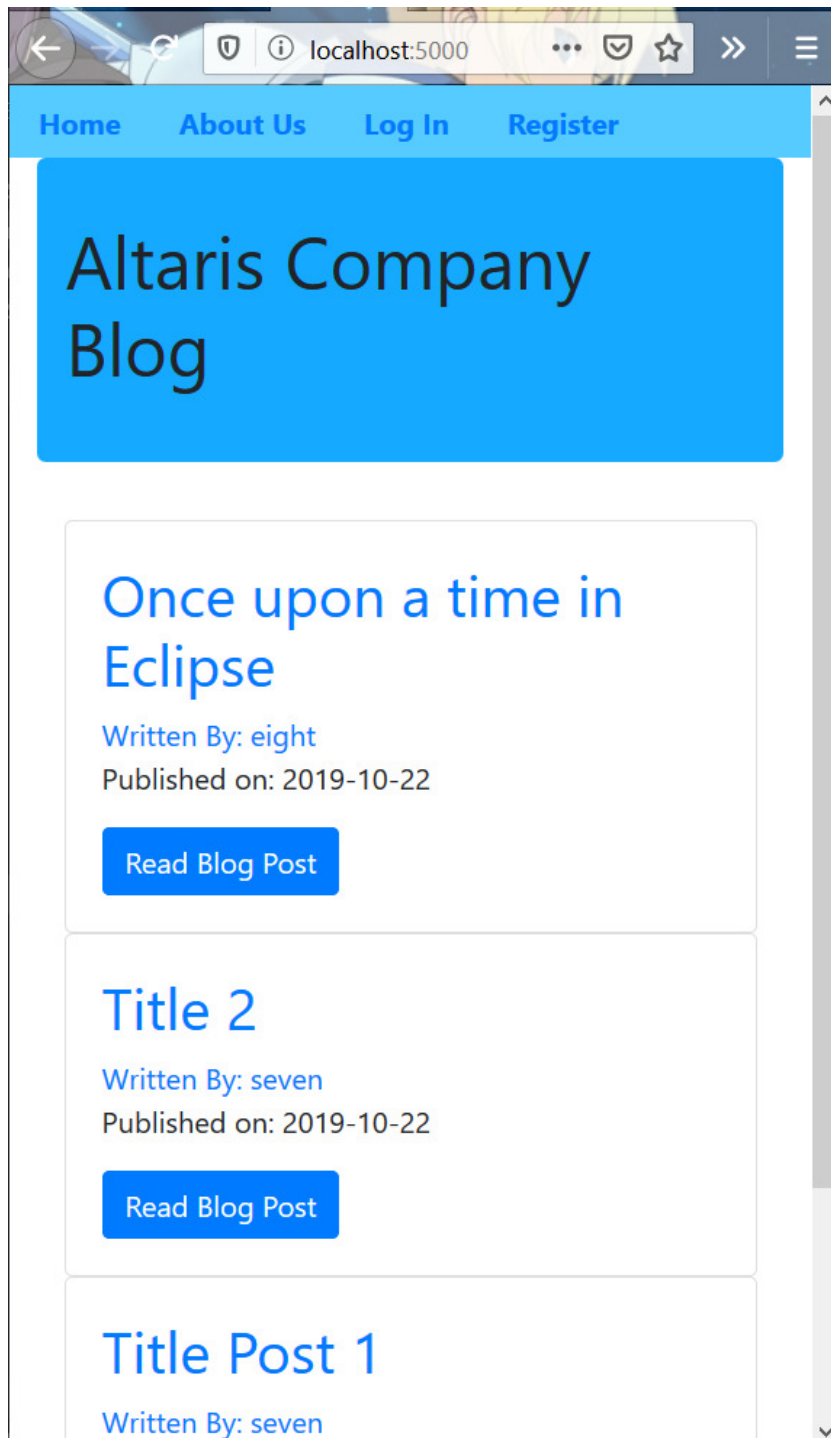 localhost:5000
Home About Us Log In Register
Altaris Company
Blog
Once upon a time in
Eclipse
Written By: eight
Published on: 2019-10-22
Read Blog Post
Title 2
Written By: seven
Published on: 2019-10-22
Read Blog Post
Title Post 1
Written By: seven